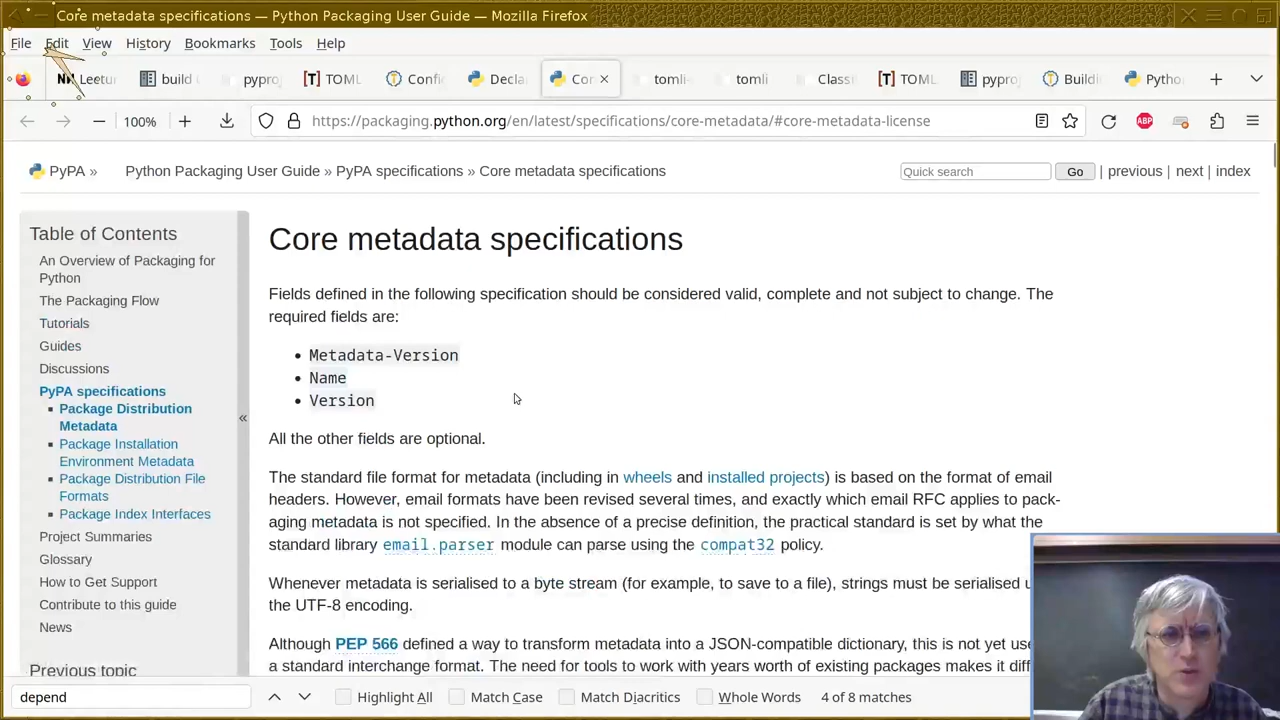 Core metadata specifications — Python Packaging User Guide — Mozilla Firefox
File Edit View History Bookmarks Tools Help
Lectu build pypro TOML Confi Decla Cor tomli- tomli Classi TOML pypro Buildi Pytho
100% https://packaging.python.org/en/latest/specifications/core-metadata/#core-metadata-license ABP
PyPA » Python Packaging User Guide » PyPA specifications » Core metadata specifications Quick search Go | previous | next | index
Table of Contents
An Overview of Packaging for
Python
The Packaging Flow
Tutorials
Guides
Discussions
PyPA specifications
Package Distribution
Metadata
Package Installation
Environment Metadata
Package Distribution File
Formats
Package Index Interfaces
Project Summaries
Glossary
How to Get Support
Contribute to this guide
News
Previous topic
«
Core metadata specifications
Fields defined in the following specification should be considered valid, complete and not subject to change. The
required fields are:
• Metadata-Version
• Name
• Version
All the other fields are optional.
The standard file format for metadata (including in wheels and installed projects) is based on the format of email
headers. However, email formats have been revised several times, and exactly which email RFC applies to pack-
aging metadata is not specified. In the absence of a precise definition, the practical standard is set by what the
standard library email.parser module can parse using the compat32 policy.
Whenever metadata is serialised to a byte stream (for example, to save to a file), strings must be serialised
the UTF-8 encoding.
Although PEP 566 defined a way to transform metadata into a JSON-compatible dictionary, this is not yet use
a standard interchange format. The need for tools to work with years worth of existing packages makes it diff
depend Highlight All Match Case Match Diacritics Whole Words 4 of 8 matches